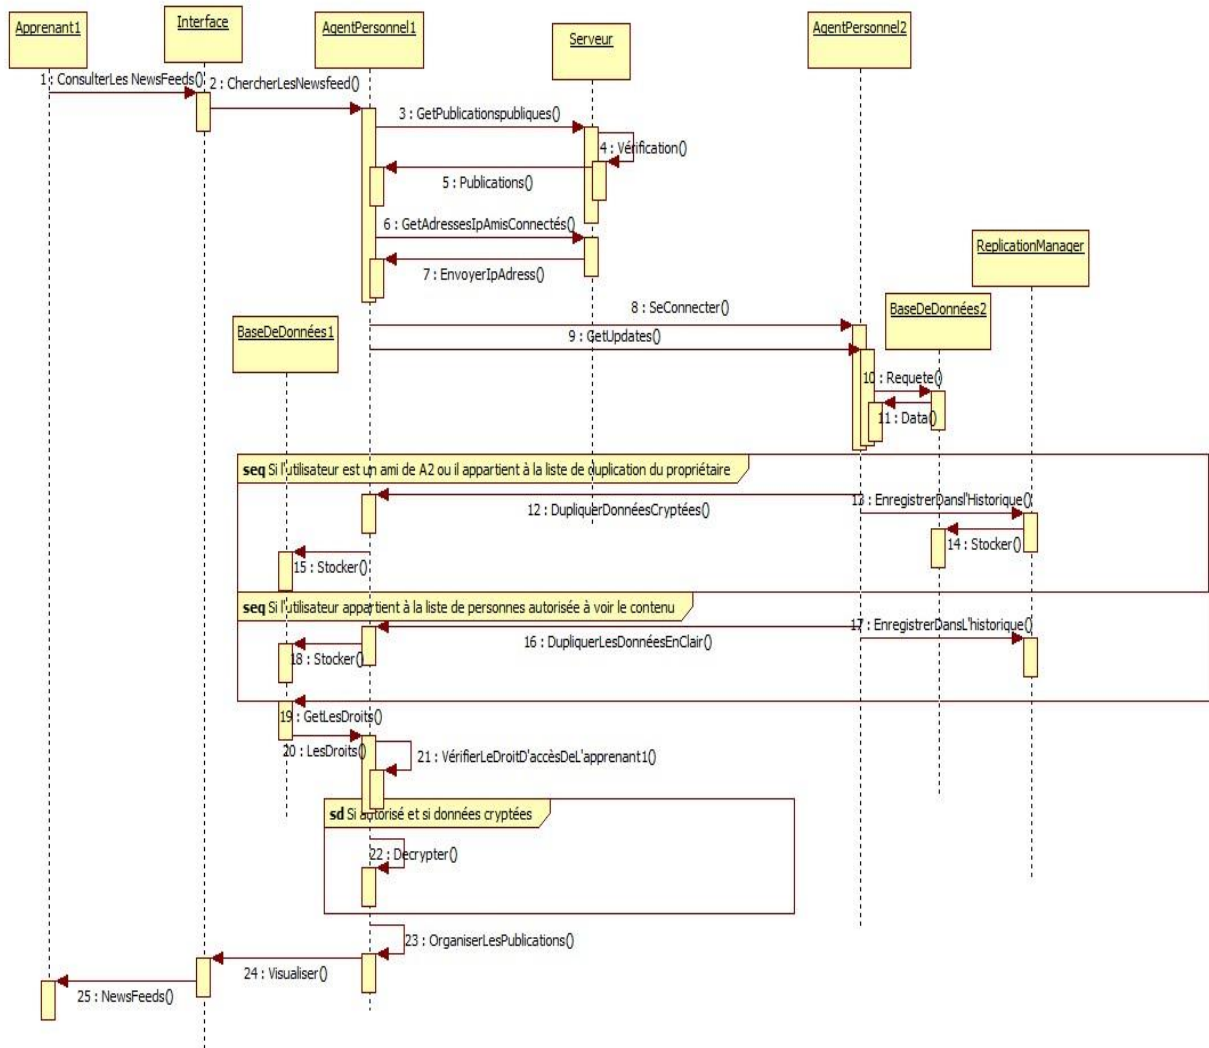 Apprenant1
Interface
AgentPersonnel1
Serveur
AgentPersonnel2
1 : ConsulterLes NewsFeeds()
2 : ChercherLesNewsfeed()
3 : GetPublicationspubliques()
4 : Vérification()
5 : Publications()
6 : GetAdressesIpAmisConnectés()
7 : EnvoyerIpAdress()
ReplicationManager
8 : SeConnecter()
BaseDeDonnées2
BaseDeDonnées1
9 : GetUpdates()
10 : Requete()
11 : Data()
seq Si l'utilisateur est un ami de A2 ou il appartient à la liste de duplication du propriétaire
12 : DupliquerDonnéesCryptées()
13 : EnregistrerDansl'Historique()
14 : Stocker()
15 : Stocker()
seq Si l'utilisateur appartient à la liste de personnes autorisée à voir le contenu
16 : DupliquerLesDonnéesEnClair()
17 : EnregistrerDansL'historique()
18 : Stocker()
19 : GetLesDroits()
20 : LesDroits()
21 : VérifierLeDroitD'accèsDeL'apprenant1()
sd Si autorisé et si données cryptées
22 : Decrypter()
23 : OrganiserLesPublications()
24 : Visualiser()
25 : NewsFeeds()